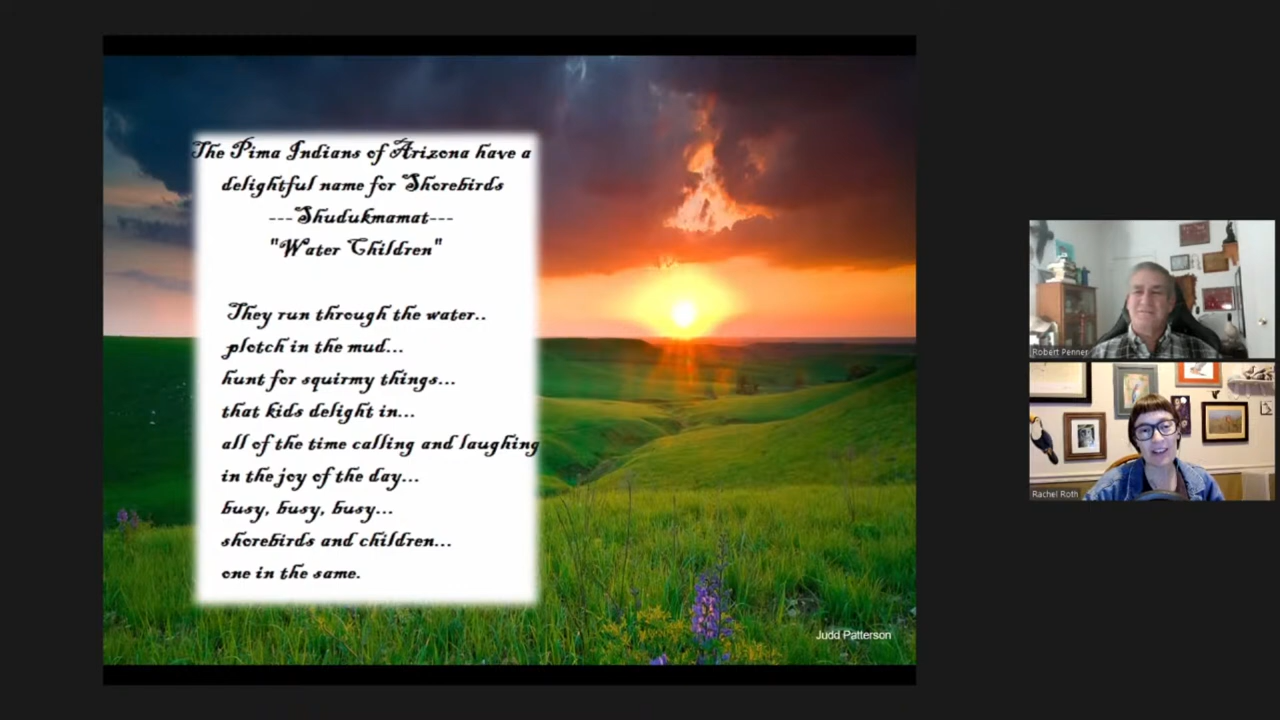 The Pima Indians of Arizona have a
delightful name for Shorebirds
---Shudukmamat---
"Water Children"
They run through the water..
plotch in the mud...
hunt for squirmy things...
that kids delight in...
all of the time calling and laughing
in the joy of the day...
busy, busy, busy...
shorebirds and children...
one in the same.
Judd Patterson
Robert Penner
Rachel Roth